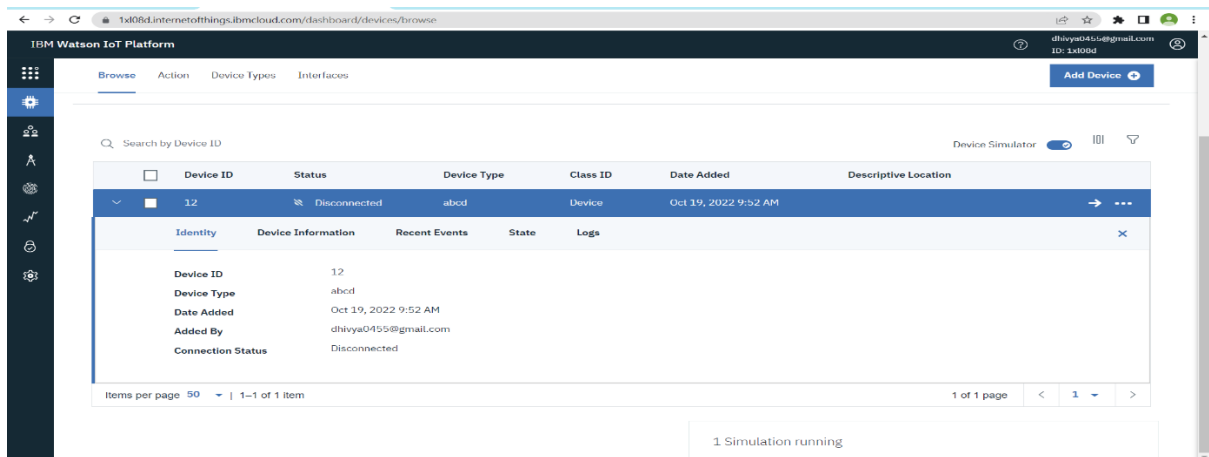 1xl08d.internetofthings.ibmcloud.com/dashboard/devices/browse
IBM Watson IoT Platform
dhivya0455@gmail.com
ID: 1xl08d
Browse Action Device Types Interfaces Add Device
Search by Device ID Device Simulator
Device ID Status Device Type Class ID Date Added Descriptive Location
12 Disconnected abcd Device Oct 19, 2022 9:52 AM
Identity Device Information Recent Events State Logs
Device ID 12
Device Type abcd
Date Added Oct 19, 2022 9:52 AM
Added By dhivya0455@gmail.com
Connection Status Disconnected
Items per page 50 | 1–1 of 1 item 1 of 1 page < 1 >
1 Simulation running